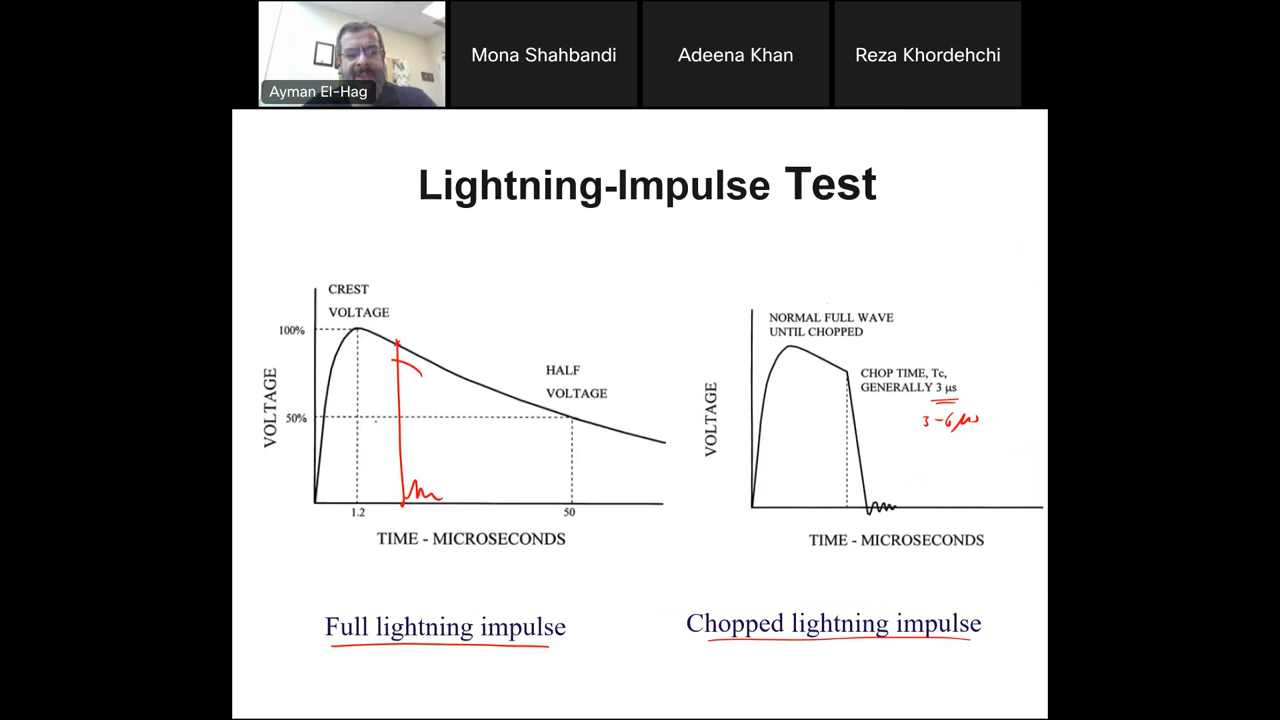 Ayman El-Hag
Mona Shahbandi
Adeena Khan
Reza Khordehchi
Lightning-Impulse Test
CREST
VOLTAGE
100%
HALF
VOLTAGE
50%
VOLTAGE
1.2
50
TIME - MICROSECONDS
Full lightning impulse
NORMAL FULL WAVE
UNTIL CHOPPED
CHOP TIME, Tc,
GENERALLY 3 μs
3-6 μs
VOLTAGE
TIME - MICROSECONDS
Chopped lightning impulse